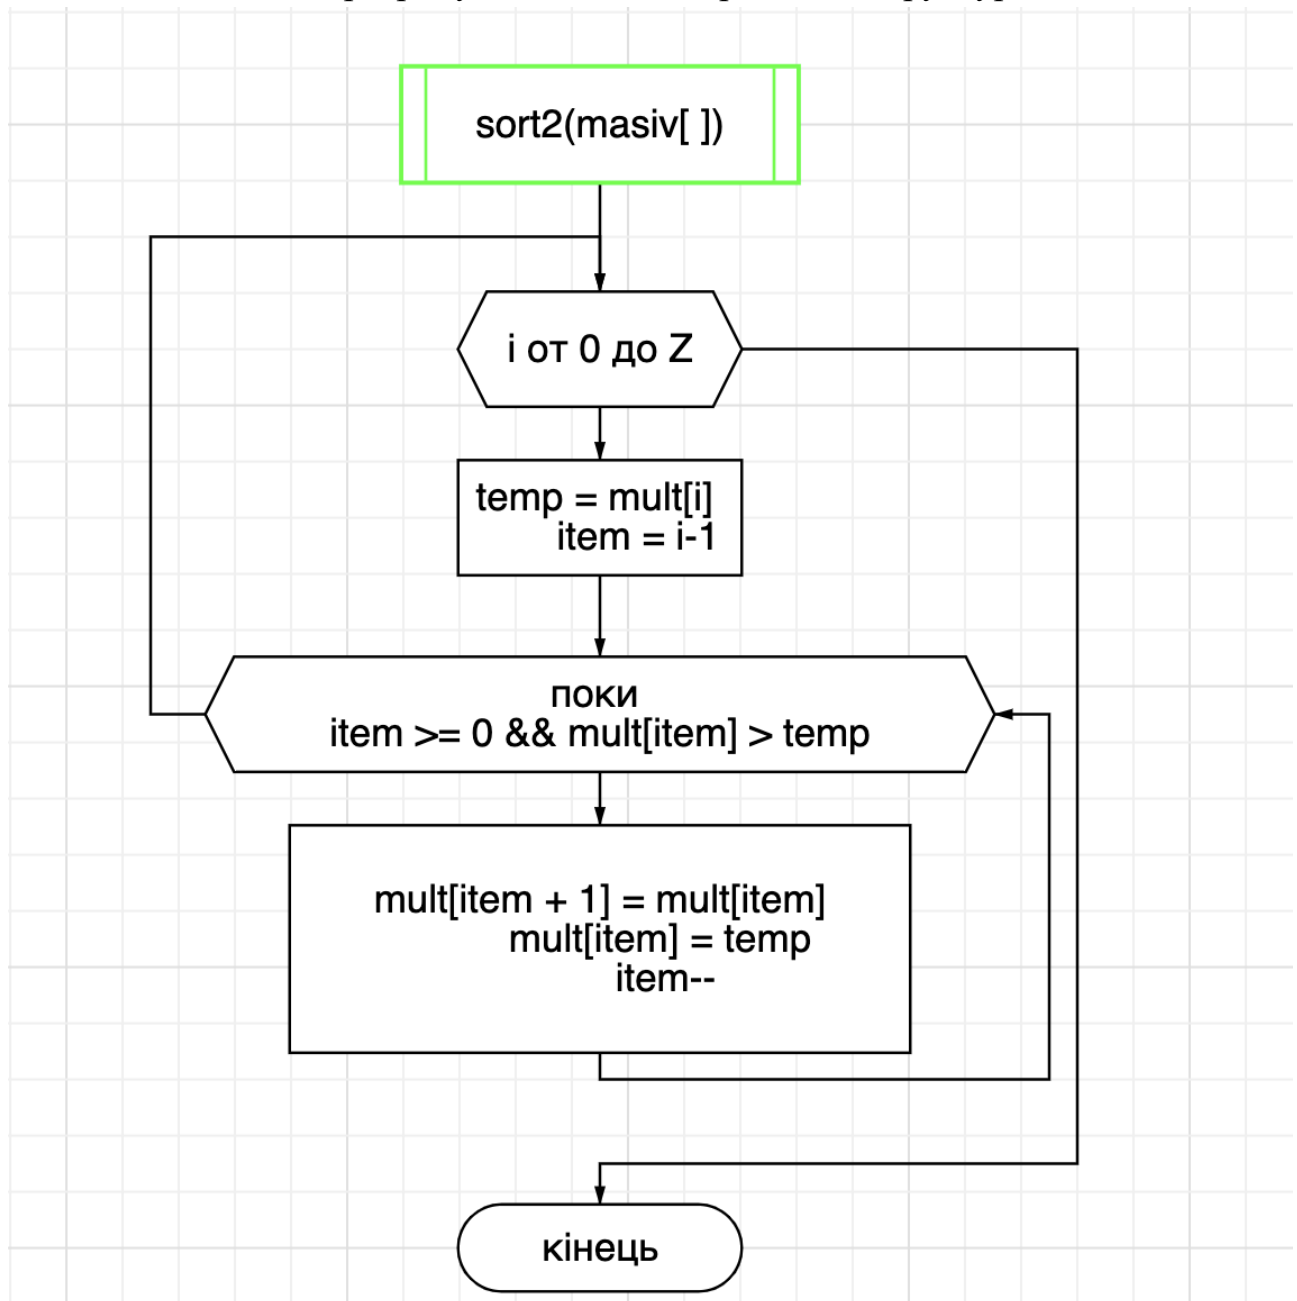 sort2(masiv[ ])
i от 0 до Z
temp = mult[i]
item = i-1
поки
item >= 0 && mult[item] > temp
mult[item + 1] = mult[item]
mult[item] = temp
item--
кінець